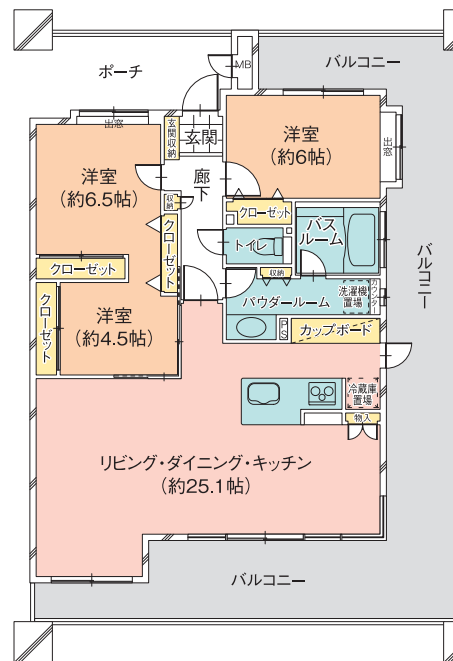 バルコニー
MB
ポーチ
出窓
玄関
収納
玄関
洋室
(約6帖)
出窓
洋室
(約6.5帖)
廊下
収納
クローゼット
クローゼット
トイレ
バス
ルーム
バルコニー
クローゼット
クローゼット
洋室
(約4.5帖)
収納
パウダールーム
洗濯機
置場
カウンター
PS
カップボード
冷蔵庫
置場
物入
リビング・ダイニング・キッチン
(約25.1帖)
バルコニー